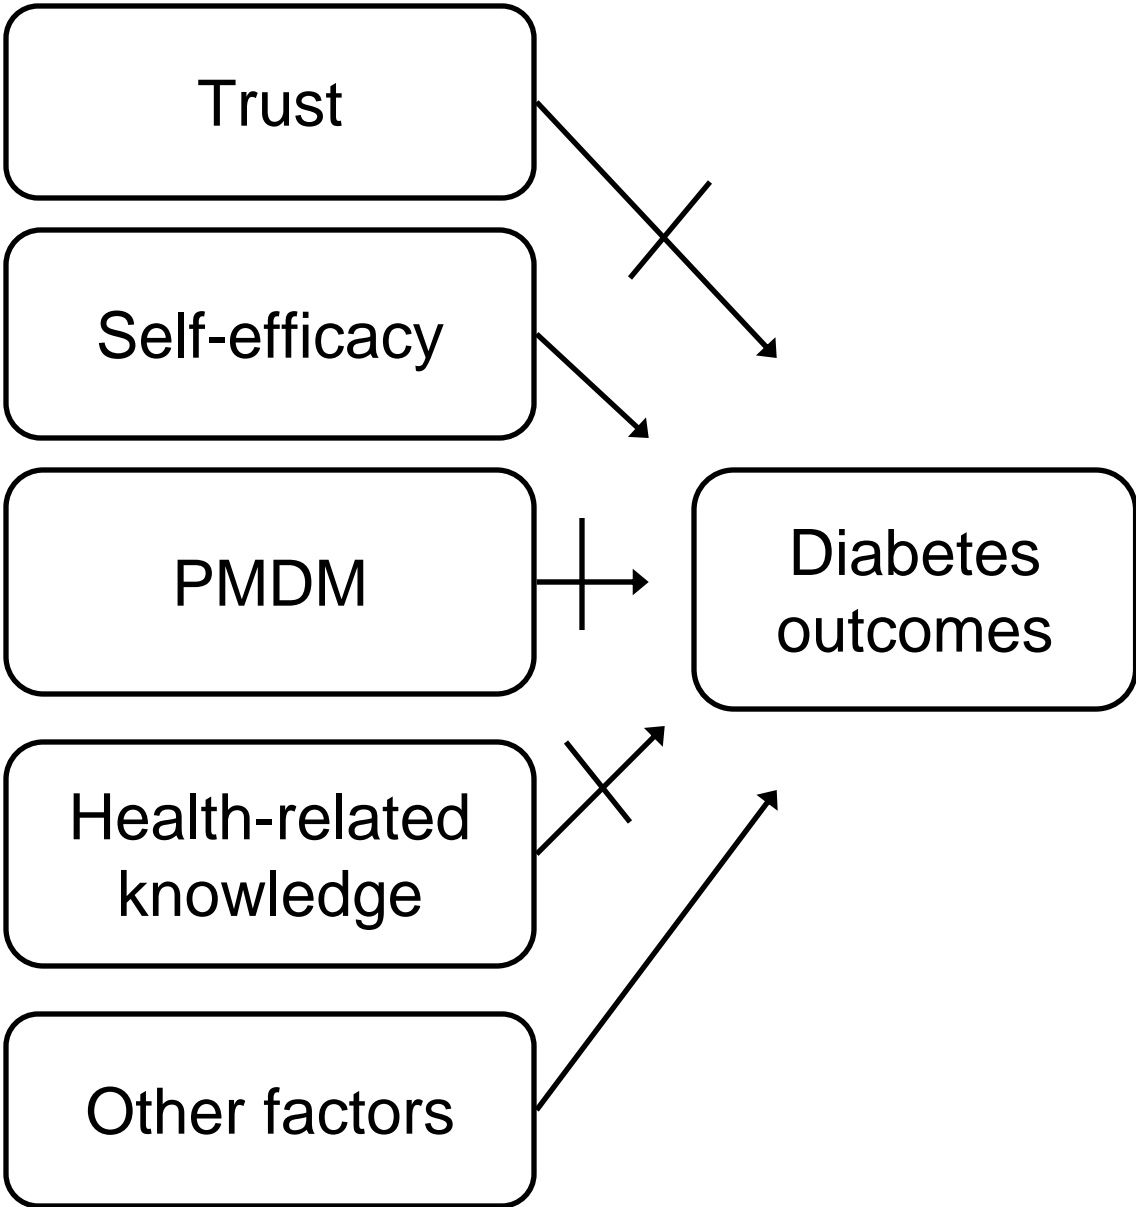 Trust
Self-efficacy
PMDM
Diabetes
outcomes
Health-related
knowledge
Other factors